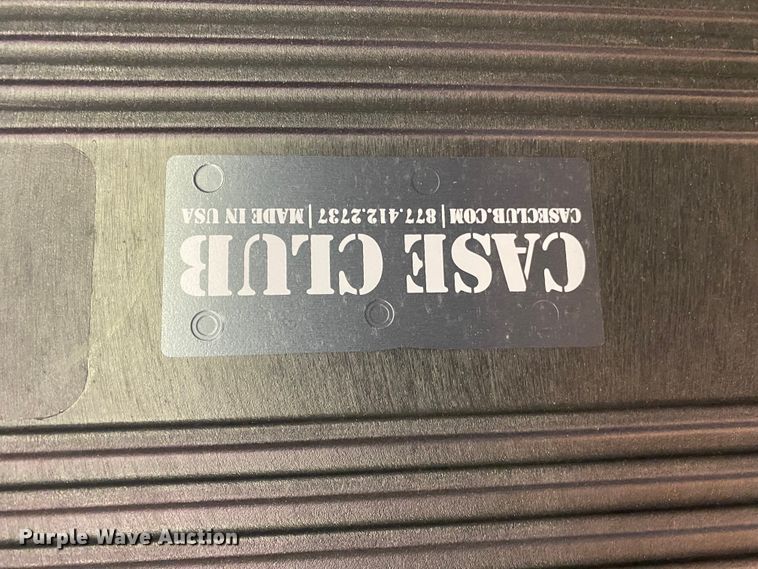 CASE CLUB
CASECLUB.COM | 877.412.2737 | MADE IN USA
Purple Wave Auction